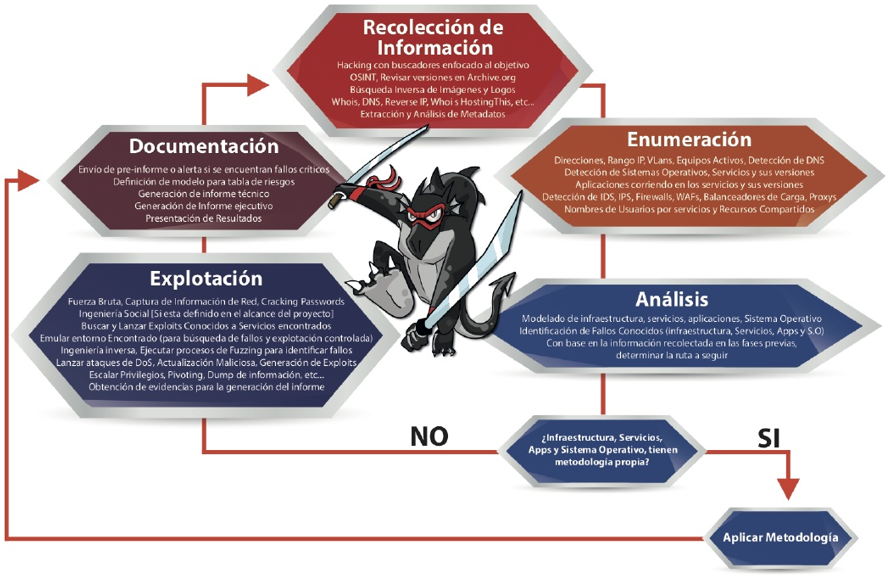 Recolección de
Información
Hacking con buscadores enfocado al objetivo
OSINT, Revisar versiones en Archive.org
Búsqueda Inversa de Imágenes y Logos
Whois, DNS, Reverse IP, Whoi s HostingThis, etc...
Extracción y Análisis de Metadatos
Documentación
Envío de pre-informe o alerta si se encuentran fallos críticos
Definición de modelo para tabla de riesgos
Generación de informe técnico
Generación de Informe ejecutivo
Presentación de Resultados
Enumeración
Direcciones, Rango IP, VLans, Equipos Activos, Detección de DNS
Detección de Sistemas Operativos, Servicios y sus versiones
Aplicaciones corriendo en los servicios y sus versiones
Detección de IDS, IPS, Firewalls, WAFs, Balanceadores de Carga, Proxys
Nombres de Usuarios por servicios y Recursos Compartidos
Explotación
Fuerza Bruta, Captura de Información de Red, Cracking Passwords
Ingeniería Social [Si esta definido en el alcance del proyecto]
Buscar y Lanzar Exploits Conocidos a Servicios encontrados
Emular entorno Encontrado (para búsqueda de fallos y explotación controlada)
Ingeniería inversa, Ejecutar procesos de Fuzzing para identificar fallos
Lanzar ataques de DoS, Actualización Maliciosa, Generación de Exploits
Escalar Privilegios, Pivoting, Dump de información, etc...
Obtención de evidencias para la generación del informe
Análisis
Modelado de infraestructura, servicios, aplicaciones, Sistema Operativo
Identificación de Fallos Conocidos (infraestructura, Servicios, Apps y S.O)
Con base en la información recolectada en las fases previas,
determinar la ruta a seguir
NO
¿Infraestructura, Servicios,
Apps y Sistema Operativo, tienen
metodología propia?
SI
Aplicar Metodología